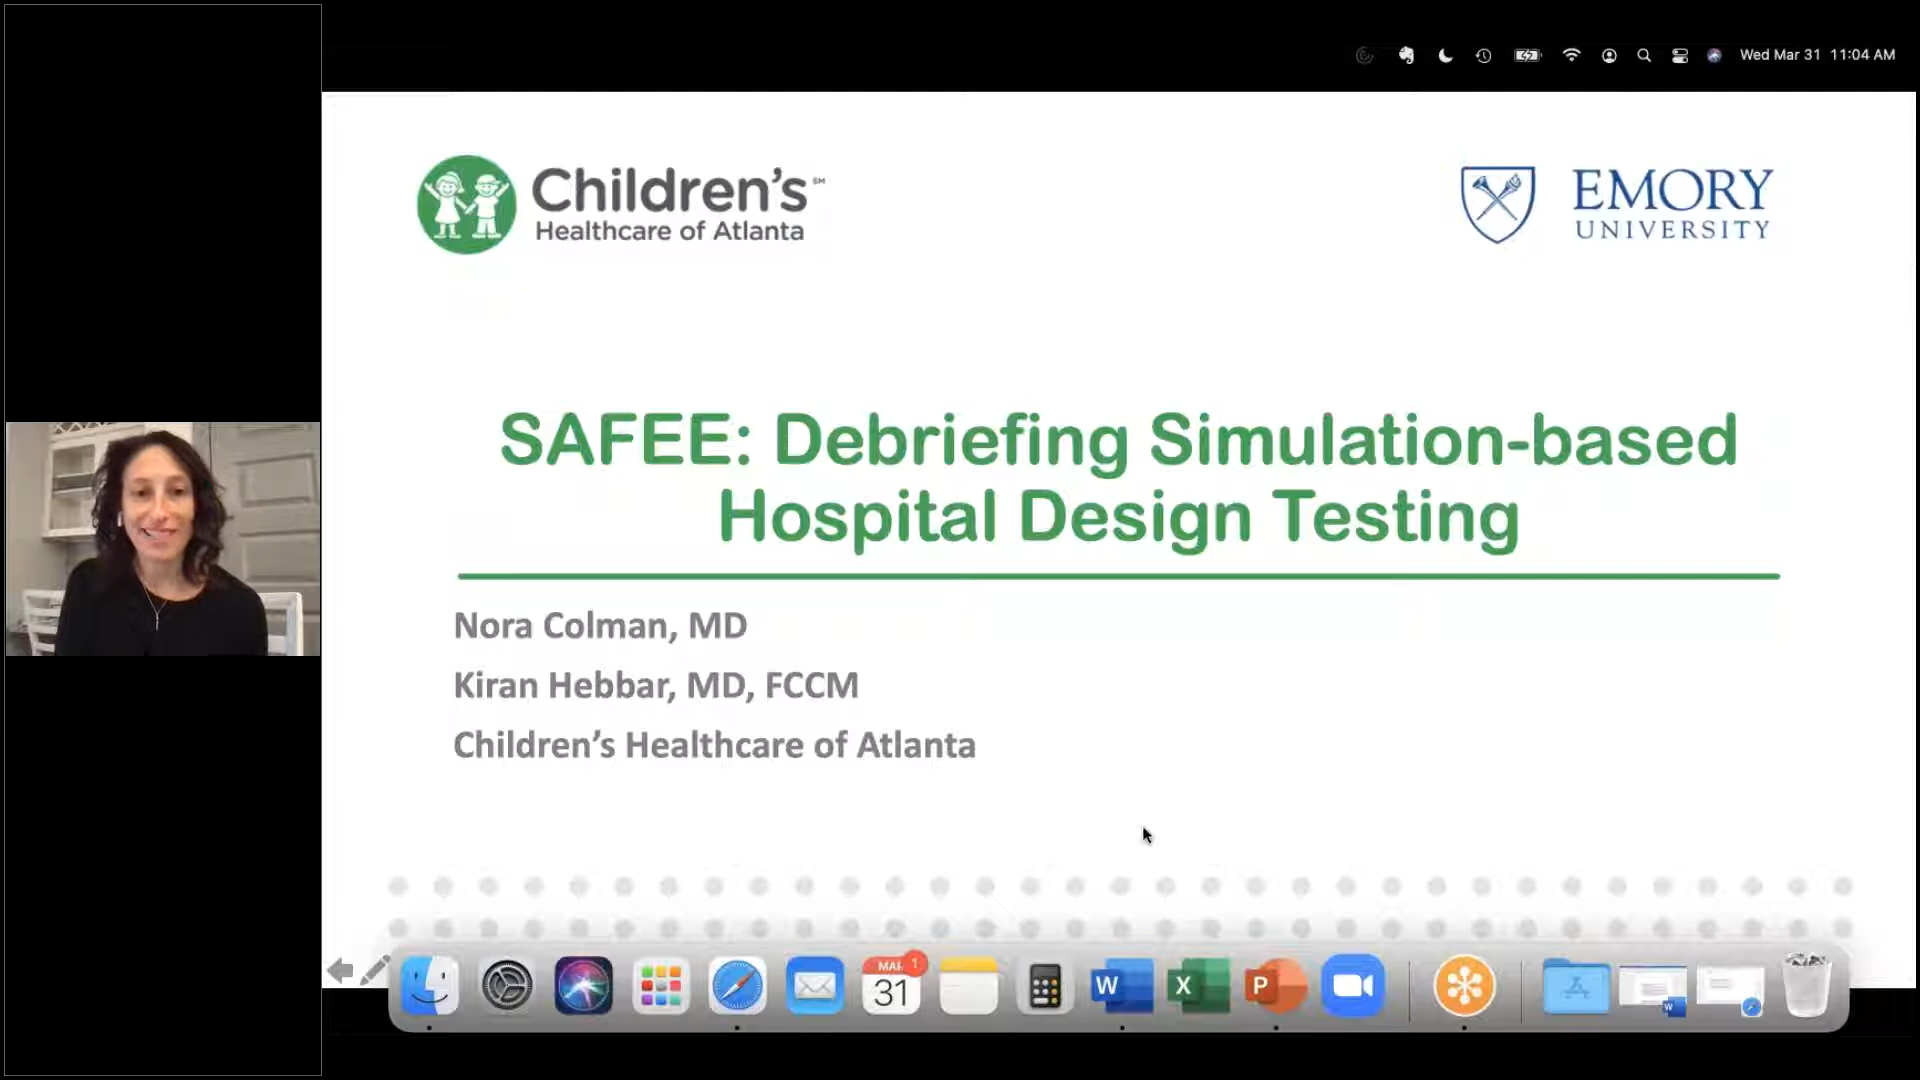 Wed Mar 31 11:04 AM
Children's℠
Healthcare of Atlanta
EMORY
UNIVERSITY
SAFEE: Debriefing Simulation-based
Hospital Design Testing
Nora Colman, MD
Kiran Hebbar, MD, FCCM
Children's Healthcare of Atlanta
MAR 1
31
W
X
P